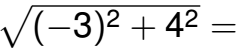 √(−3)² + 4² =